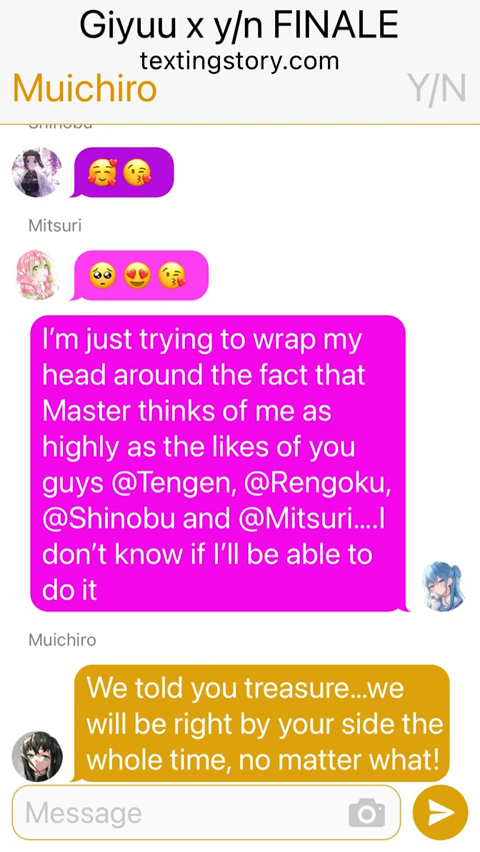 Giyuu x y/n FINALE
textingstory.com
Muichiro
Y/N
Shinobu
🥰😘
Mitsuri
🥺😍😘
I'm just trying to wrap my
head around the fact that
Master thinks of me as
highly as the likes of you
guys @Tengen, @Rengoku,
@Shinobu and @Mitsuri....I
don't know if I'll be able to
do it
Muichiro
We told you treasure...we
will be right by your side the
whole time, no matter what!
Message